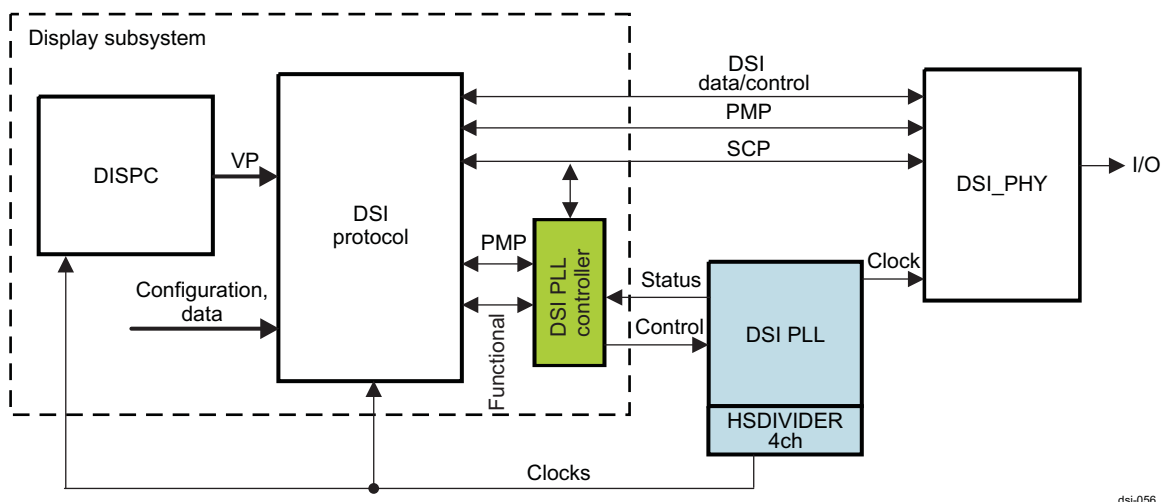 Display subsystem
DISPC
VP
DSI
protocol
Configuration,
data
PMP
Functional
DSI PLL
controller
DSI
data/control
PMP
SCP
DSI_PHY
I/O
Status
Control
Clock
DSI PLL
HSDIVIDER
4ch
Clocks
dsi-056